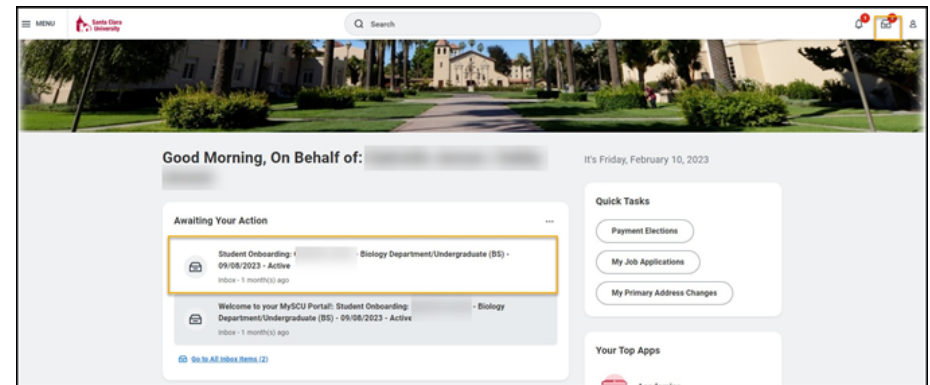 MENU
Santa Clara
University
Search
Good Morning, On Behalf of:
It's Friday, February 10, 2023
Awaiting Your Action
...
Student Onboarding: - Biology Department/Undergraduate (BS) -
09/08/2023 - Active
Inbox - 1 month(s) ago
Welcome to your MySCU Portal!: Student Onboarding: - Biology
Department/Undergraduate (BS) - 09/08/2023 - Active
Inbox - 1 month(s) ago
Go to All Inbox Items (2)
Quick Tasks
Payment Elections
My Job Applications
My Primary Address Changes
Your Top Apps